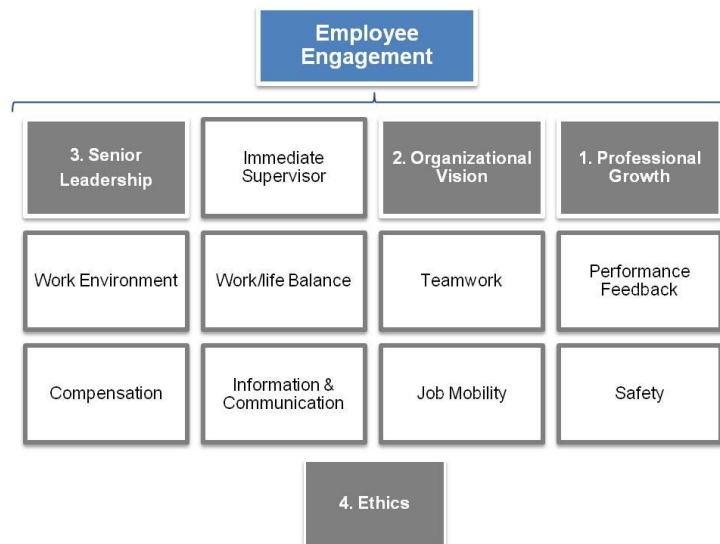 Employee
Engagement
3. Senior
Leadership
Immediate
Supervisor
2. Organizational
Vision
1. Professional
Growth
Work Environment
Work/life Balance
Teamwork
Performance
Feedback
Compensation
Information &
Communication
Job Mobility
Safety
4. Ethics